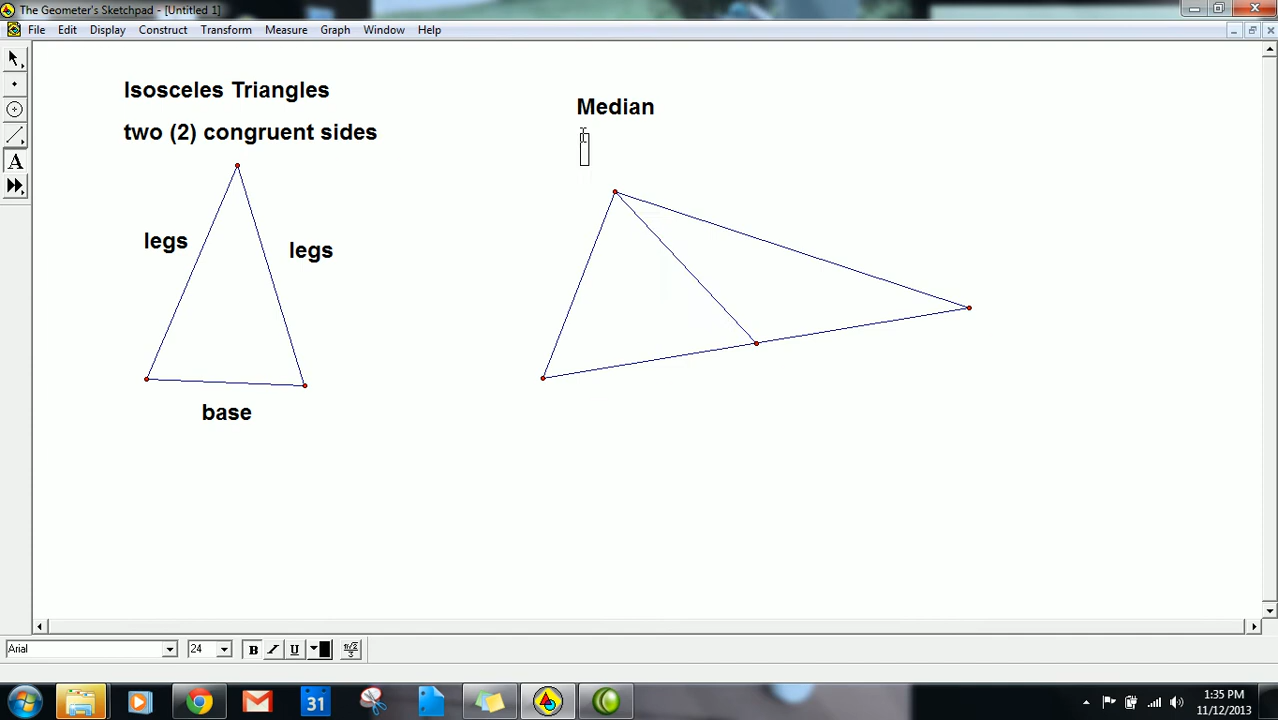 The Geometer's Sketchpad - [Untitled 1]
File Edit Display Construct Transform Measure Graph Window Help
A
Isosceles Triangles
two (2) congruent sides
legs
legs
base
Median
Arial 24 B I U
31
1:35 PM
11/12/2013